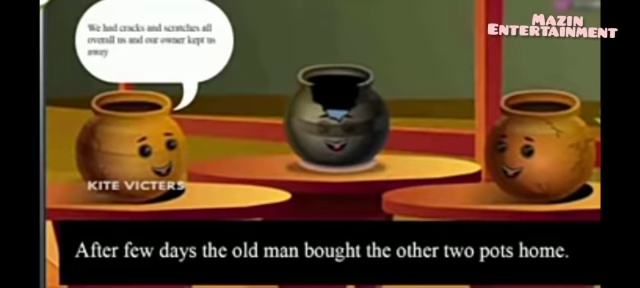 We had cracks and scratches all
overall us and our owner kept us
away
MAZIN
ENTERTAINMENT
KITE VICTERS
After few days the old man bought the other two pots home.